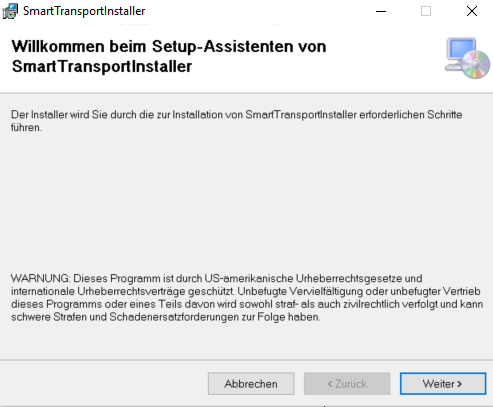 SmartTransportInstaller
Willkommen beim Setup-Assistenten von
SmartTransportInstaller
Der Installer wird Sie durch die zur Installation von SmartTransportInstaller erforderlichen Schritte
führen.
WARNUNG: Dieses Programm ist durch US-amerikanische Urheberrechtsgesetze und
internationale Urheberrechtsverträge geschützt. Unbefugte Vervielfältigung oder unbefugter Vertrieb
dieses Programms oder eines Teils davon wird sowohl straf- als auch zivilrechtlich verfolgt und kann
schwere Strafen und Schadenersatzforderungen zur Folge haben.
Abbrechen < Zurück Weiter >